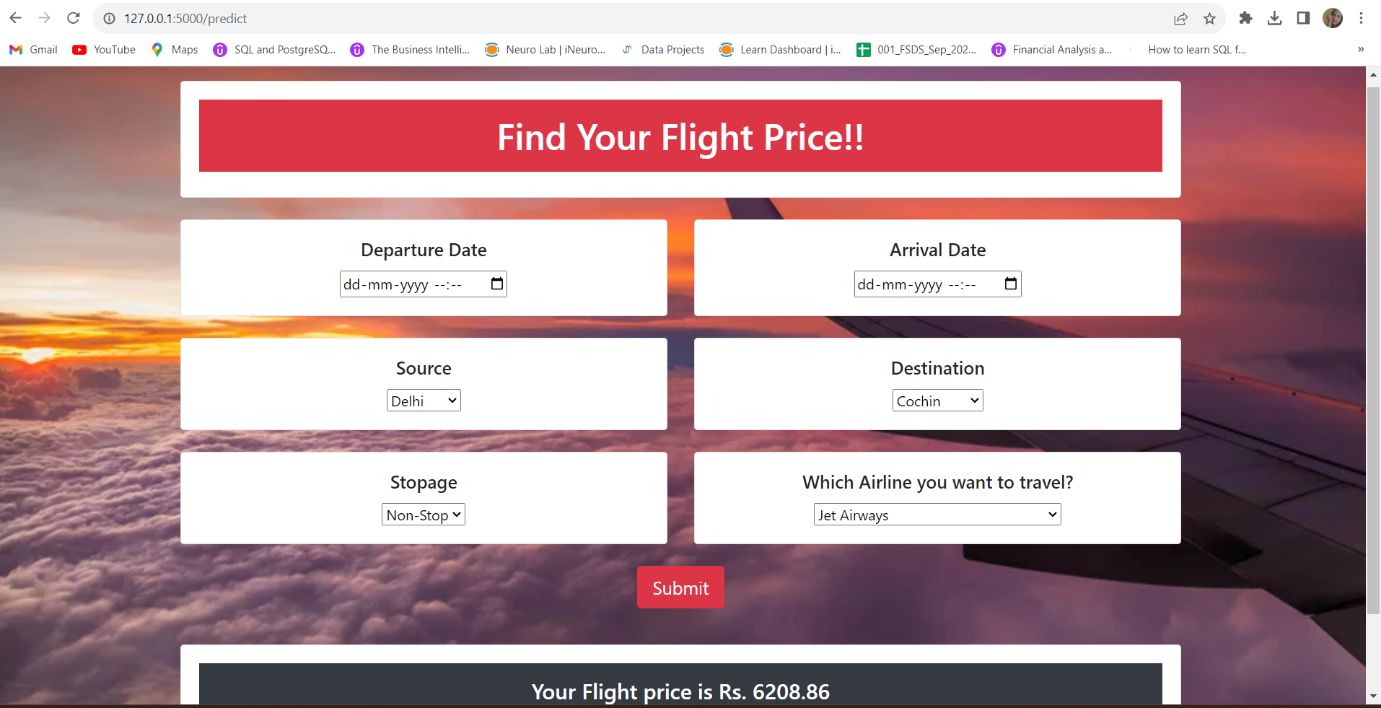 127.0.0.1:5000/predict
Gmail YouTube Maps SQL and PostgreSQ... The Business Intelli... Neuro Lab | iNeuro... Data Projects Learn Dashboard | i... 001_FSDS_Sep_202... Financial Analysis a... How to learn SQL f... »
Find Your Flight Price!!
Departure Date Arrival Date
dd-mm-yyyy --:-- dd-mm-yyyy --:--
Source Destination
Delhi Cochin
Stopage Which Airline you want to travel?
Non-Stop Jet Airways
Submit
Your Flight price is Rs. 6208.86